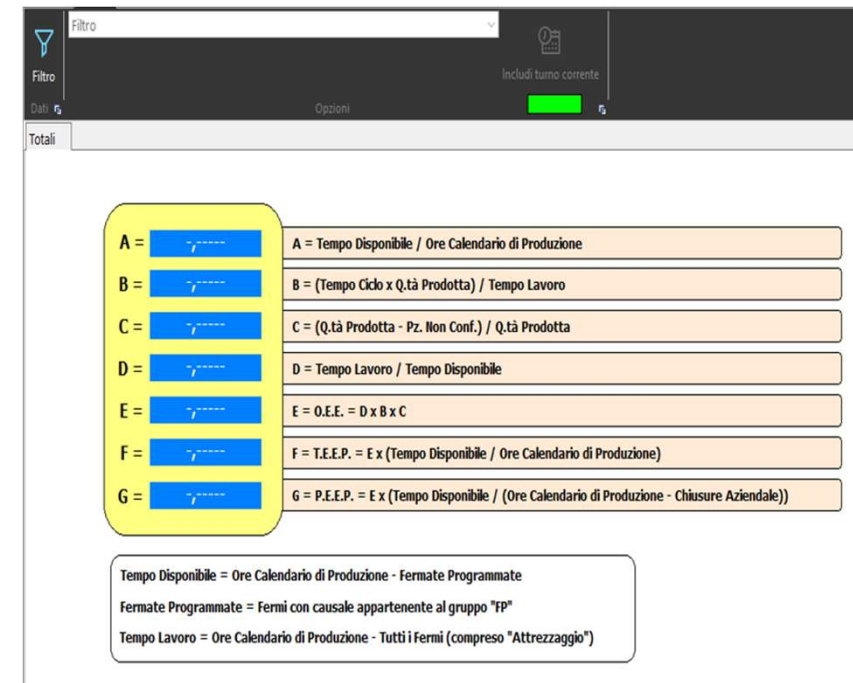 Filtro
Filtro
Includi turno corrente
Dati
Opzioni
Totali
A = -,-----
A = Tempo Disponibile / Ore Calendario di Produzione
B = -,-----
B = (Tempo Ciclo x Q.tà Prodotta) / Tempo Lavoro
C = -,-----
C = (Q.tà Prodotta - Pz. Non Conf.) / Q.tà Prodotta
D = -,-----
D = Tempo Lavoro / Tempo Disponibile
E = -,-----
E = O.E.E. = D x B x C
F = -,-----
F = T.E.E.P. = E x (Tempo Disponibile / Ore Calendario di Produzione)
G = -,-----
G = P.E.E.P. = E x (Tempo Disponibile / (Ore Calendario di Produzione - Chiusure Aziendale))
Tempo Disponibile = Ore Calendario di Produzione - Fermate Programmate
Fermate Programmate = Fermi con causale appartenente al gruppo "FP"
Tempo Lavoro = Ore Calendario di Produzione - Tutti i Fermi (compreso "Attrezzaggio")